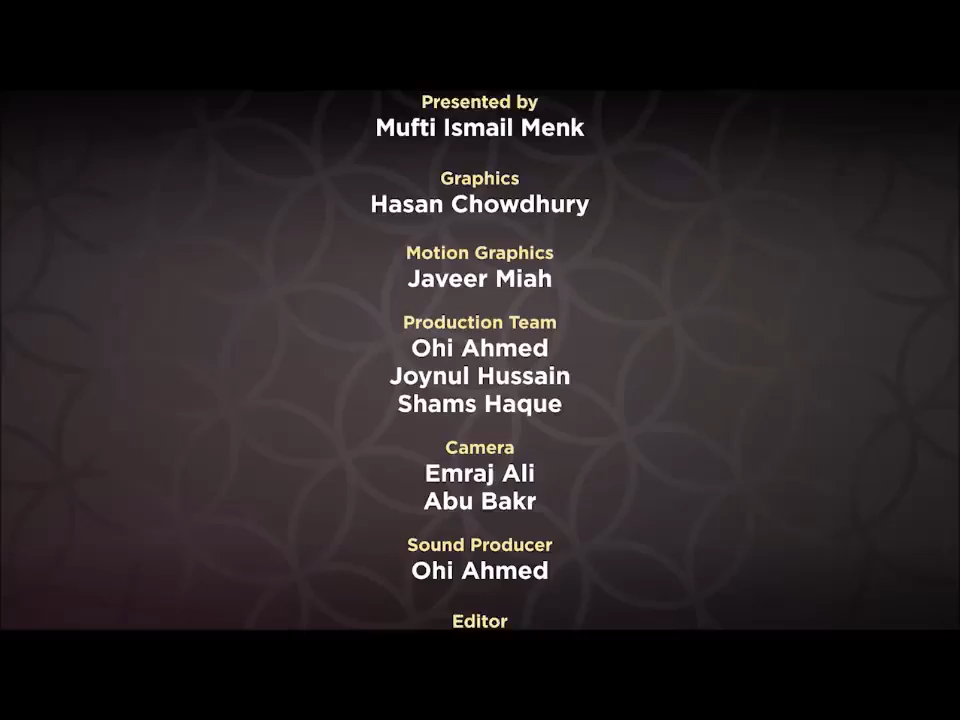 Presented by
Mufti Ismail Menk
Graphics
Hasan Chowdhury
Motion Graphics
Javeer Miah
Production Team
Ohi Ahmed
Joynul Hussain
Shams Haque
Camera
Emraj Ali
Abu Bakr
Sound Producer
Ohi Ahmed
Editor